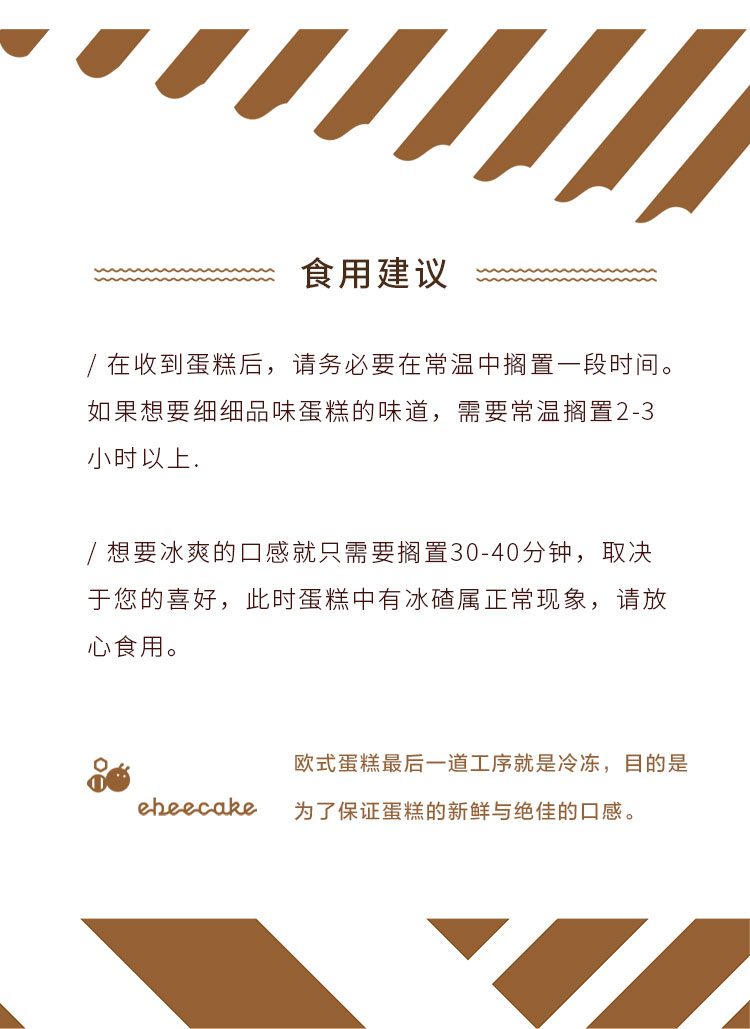 食用建议
/ 在收到蛋糕后，请务必要在常温中搁置一段时间。
如果想要细细品味蛋糕的味道，需要常温搁置2-3
小时以上.
/ 想要冰爽的口感就只需要搁置30-40分钟，取决
于您的喜好，此时蛋糕中有冰碴属正常现象，请放
心食用。
欧式蛋糕最后一道工序就是冷冻，目的是
ebeecake
为了保证蛋糕的新鲜与绝佳的口感。